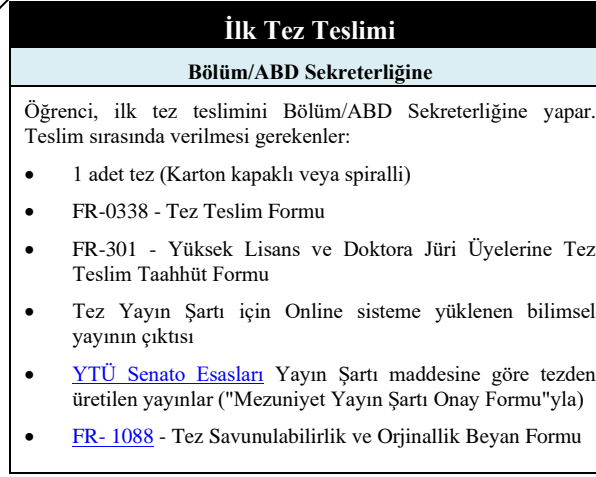 İlk Tez Teslimi
Bölüm/ABD Sekreterliğine
Öğrenci, ilk tez teslimini Bölüm/ABD Sekreterliğine yapar.
Teslim sırasında verilmesi gerekenler:
• 1 adet tez (Karton kapaklı veya spiralli)
• FR-0338 - Tez Teslim Formu
• FR-301 - Yüksek Lisans ve Doktora Jüri Üyelerine Tez
Teslim Taahhüt Formu
• Tez Yayın Şartı için Online sisteme yüklenen bilimsel
yayının çıktısı
• YTÜ Senato Esasları Yayın Şartı maddesine göre tezden
üretilen yayınlar ("Mezuniyet Yayın Şartı Onay Formu"yla)
• FR- 1088 - Tez Savunulabilirlik ve Orjinallik Beyan Formu